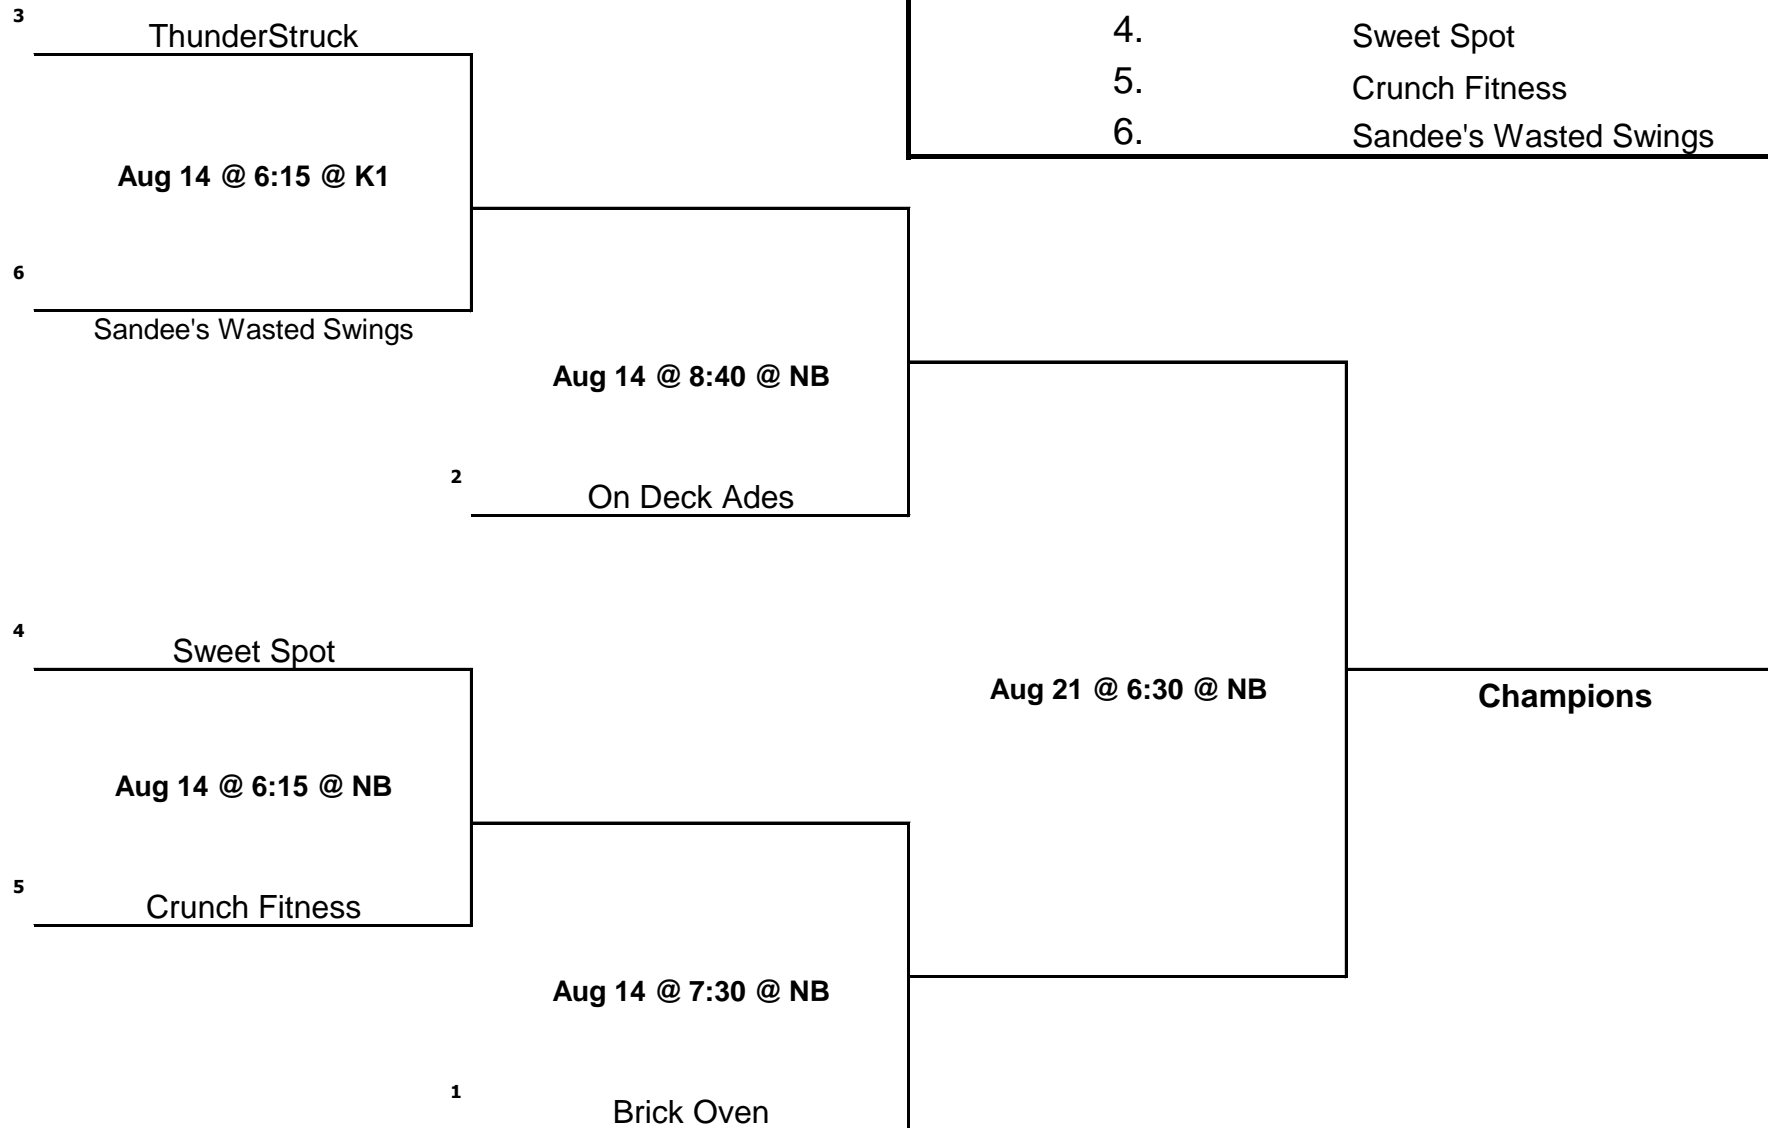 3
ThunderStruck
4. Sweet Spot
5. Crunch Fitness
6. Sandee's Wasted Swings
Aug 14 @ 6:15 @ K1
6
Sandee's Wasted Swings
Aug 14 @ 8:40 @ NB
2
On Deck Ades
4
Sweet Spot
Aug 21 @ 6:30 @ NB
Champions
Aug 14 @ 6:15 @ NB
5
Crunch Fitness
Aug 14 @ 7:30 @ NB
1
Brick Oven